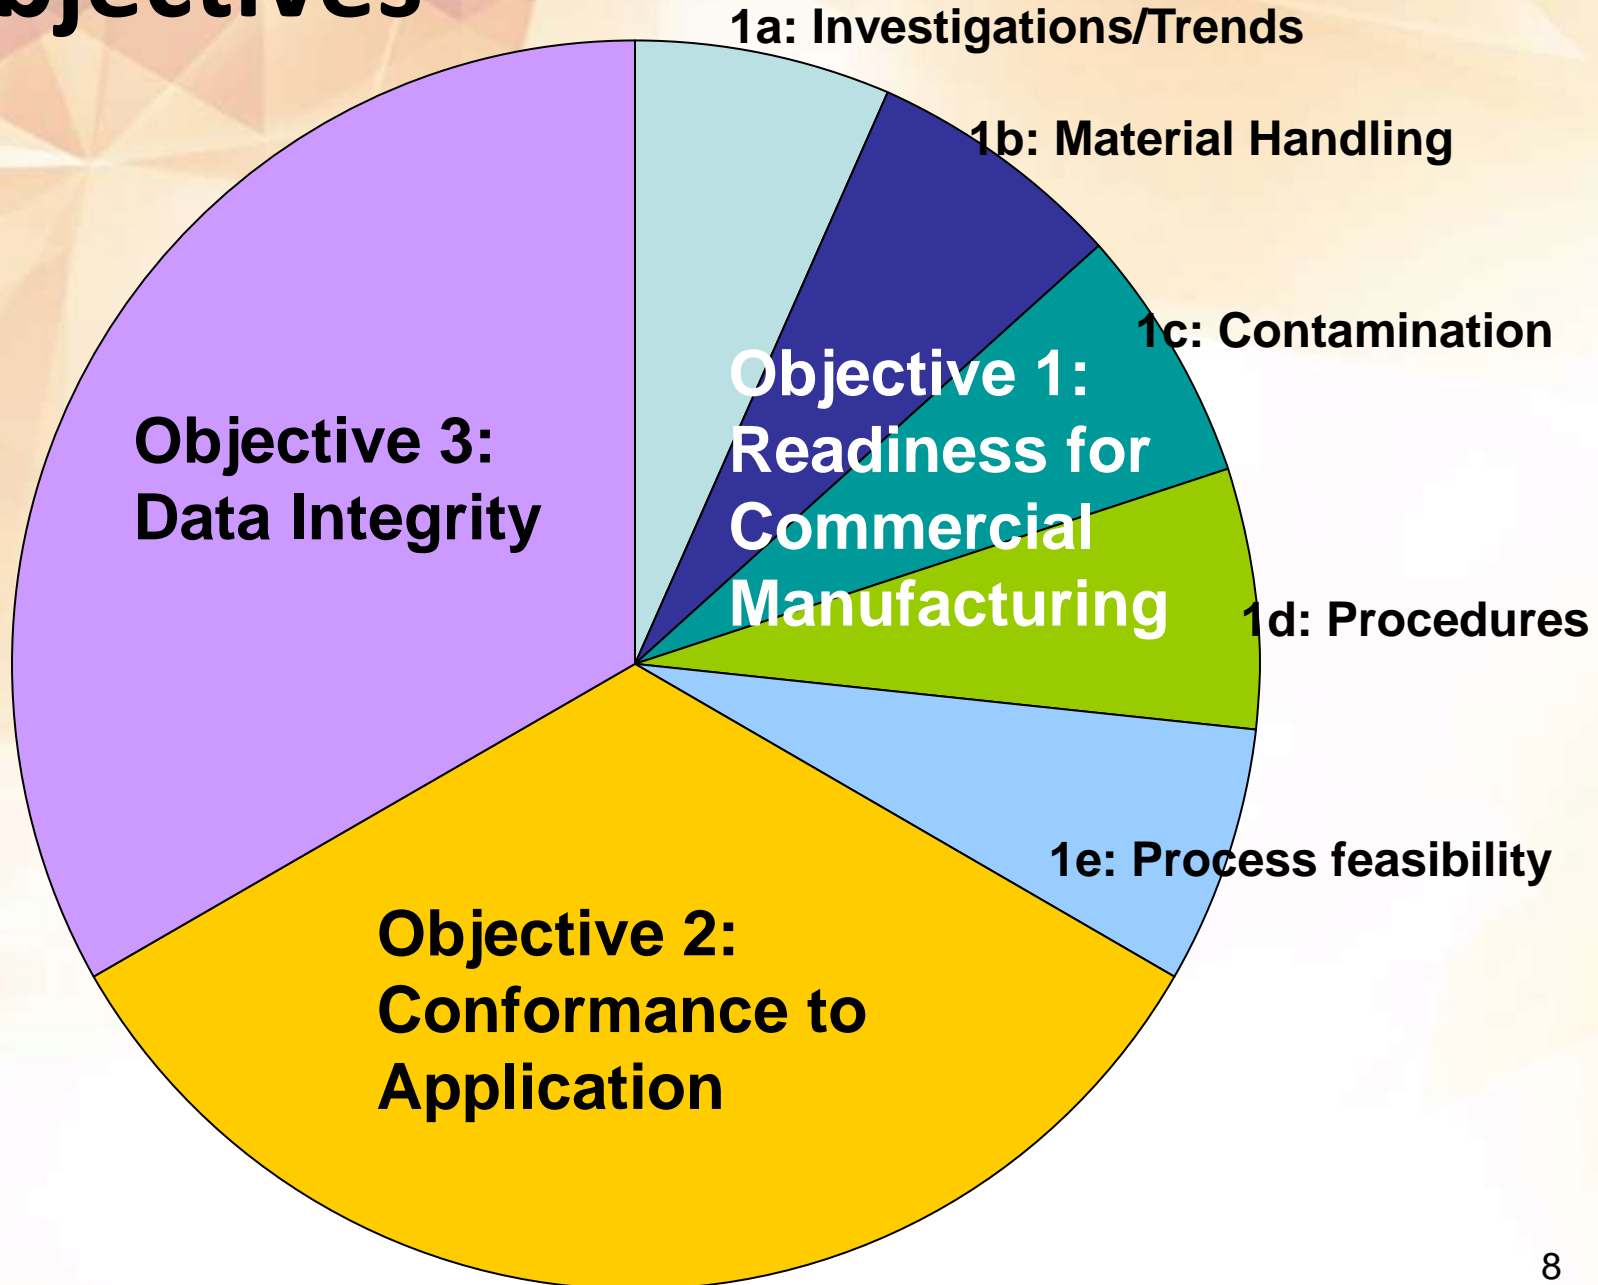 bjectives
1a: Investigations/Trends
1b: Material Handling
1c: Contamination
Objective 1:
Readiness for
Commercial
Manufacturing
Objective 3:
Data Integrity
1d: Procedures
1e: Process feasibility
Objective 2:
Conformance to
Application
8